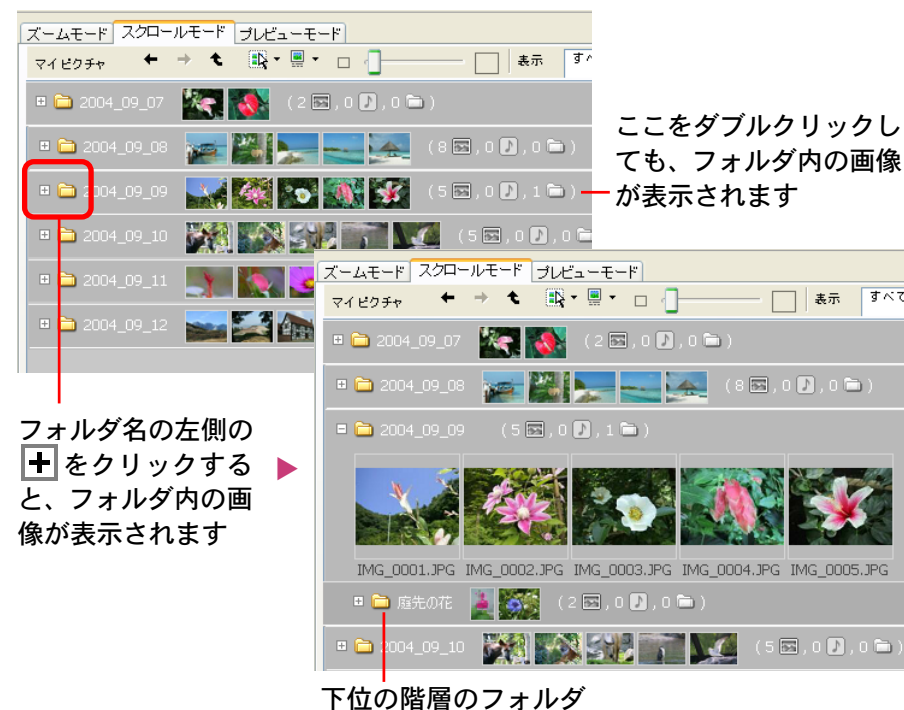 ズームモード スクロールモード プレビューモード
マイピクチャ 表示
2004_09_07 (2 , 0 , 0 )
2004_09_08 (8 , 0 , 0 )
2004_09_09 (5 , 0 , 1 )
2004_09_10 (5 , 0 , 0
2004_09_11
2004_09_12
ここをダブルクリックし
ても、フォルダ内の画像
が表示されます
フォルダ名の左側の
+ をクリックする
と、フォルダ内の画
像が表示されます
ズームモード スクロールモード プレビューモード
マイピクチャ 表示 すべて
2004_09_07 (2 , 0 , 0 )
2004_09_08 (8 , 0 , 0 )
2004_09_09 (5 , 0 , 1 )
IMG_0001.JPG IMG_0002.JPG IMG_0003.JPG IMG_0004.JPG IMG_0005.JPG
庭先の花 (2 , 0 , 0 )
2004_09_10 (5 , 0 , 0 )
下位の階層のフォルダ